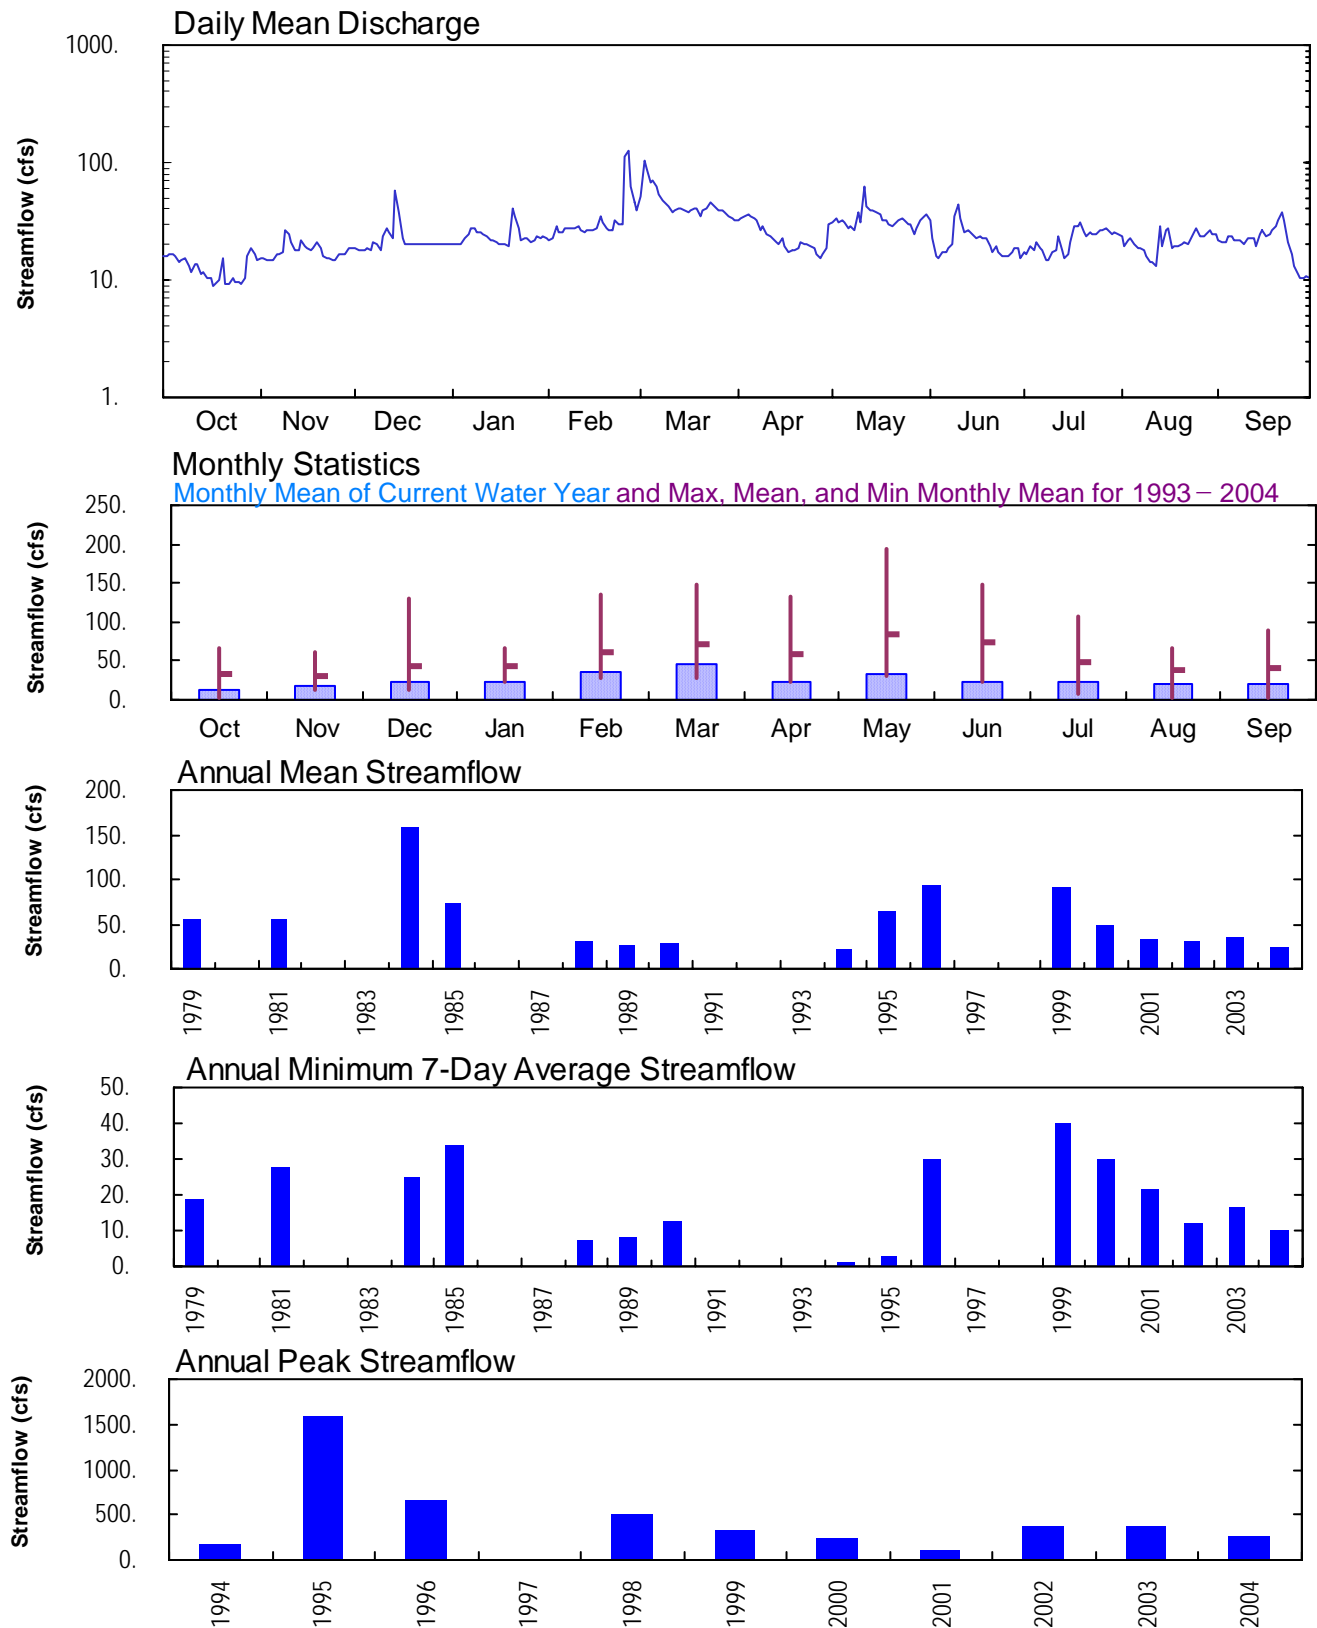 Daily Mean Discharge
Streamflow (cfs)
1000.
100.
10.
1.
Oct Nov Dec Jan Feb Mar Apr May Jun Jul Aug Sep
Monthly Statistics
Monthly Mean of Current Water Year and Max, Mean, and Min Monthly Mean for 1993 – 2004
Streamflow (cfs)
250.
200.
150.
100.
50.
0.
Oct Nov Dec Jan Feb Mar Apr May Jun Jul Aug Sep
Annual Mean Streamflow
Streamflow (cfs)
200.
150.
100.
50.
0.
1979 1981 1983 1985 1987 1989 1991 1993 1995 1997 1999 2001 2003
Annual Minimum 7-Day Average Streamflow
Streamflow (cfs)
50.
40.
30.
20.
10.
0.
1979 1981 1983 1985 1987 1989 1991 1993 1995 1997 1999 2001 2003
Annual Peak Streamflow
Streamflow (cfs)
2000.
1500.
1000.
500.
0.
1994 1995 1996 1997 1998 1999 2000 2001 2002 2003 2004